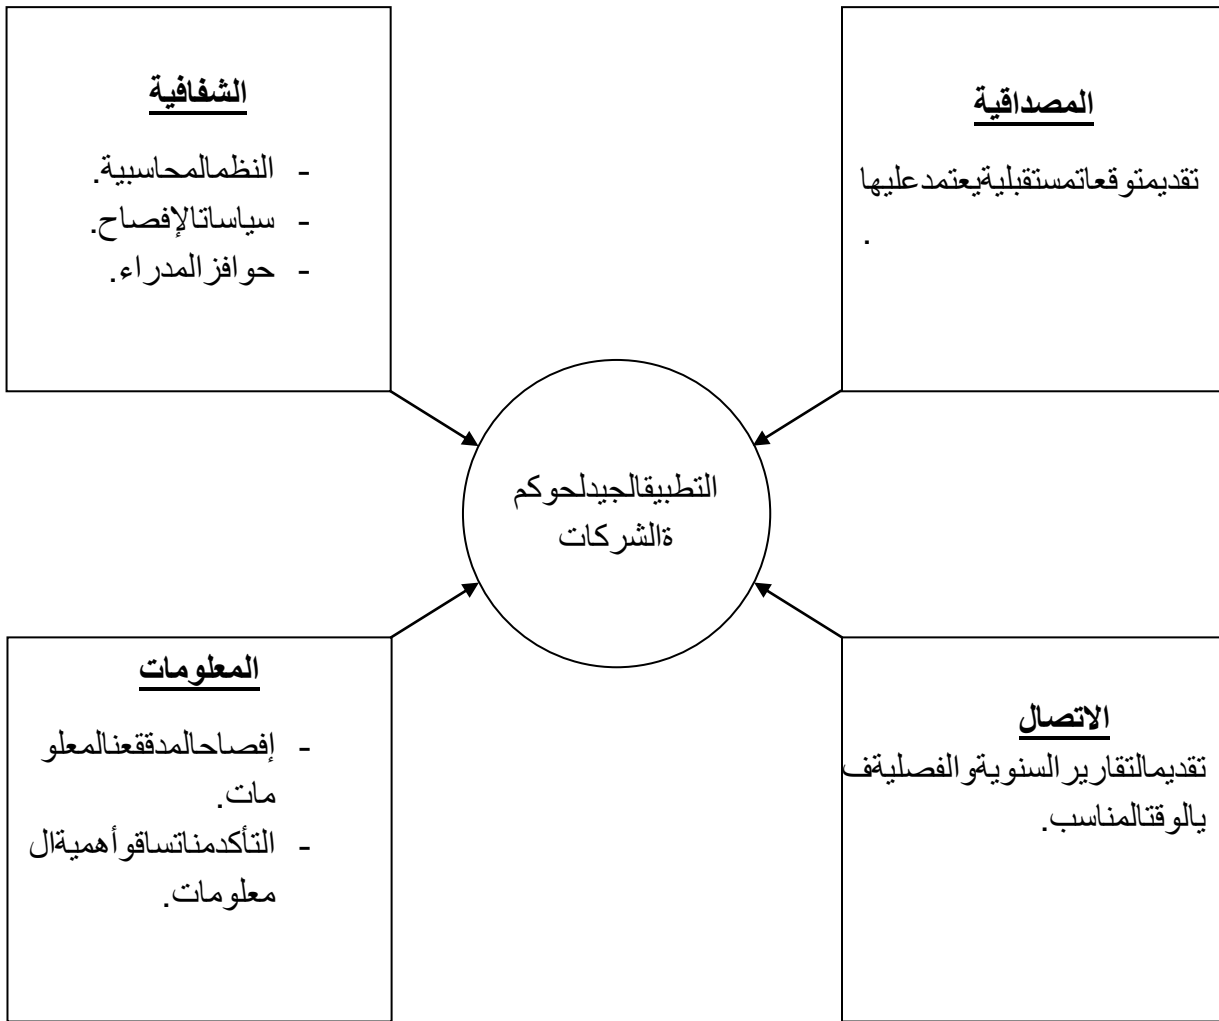 المصداقية
تقديمتوقعاتمستقبليةيعتمدعليها
.
الشفافية
- النظمالمحاسبية.
- سياساتالإفصاح.
- حوافزالمدراء.
التطبيقالجيدلحوكم
ةالشركات
الاتصال
تقديمالتقاريرالسنويةوالفصليةف
يالوقتالمناسب.
المعلومات
- إفصاحالمدققعنالمعلو
مات.
- التأكدمناتساقوأهميةال
معلومات.